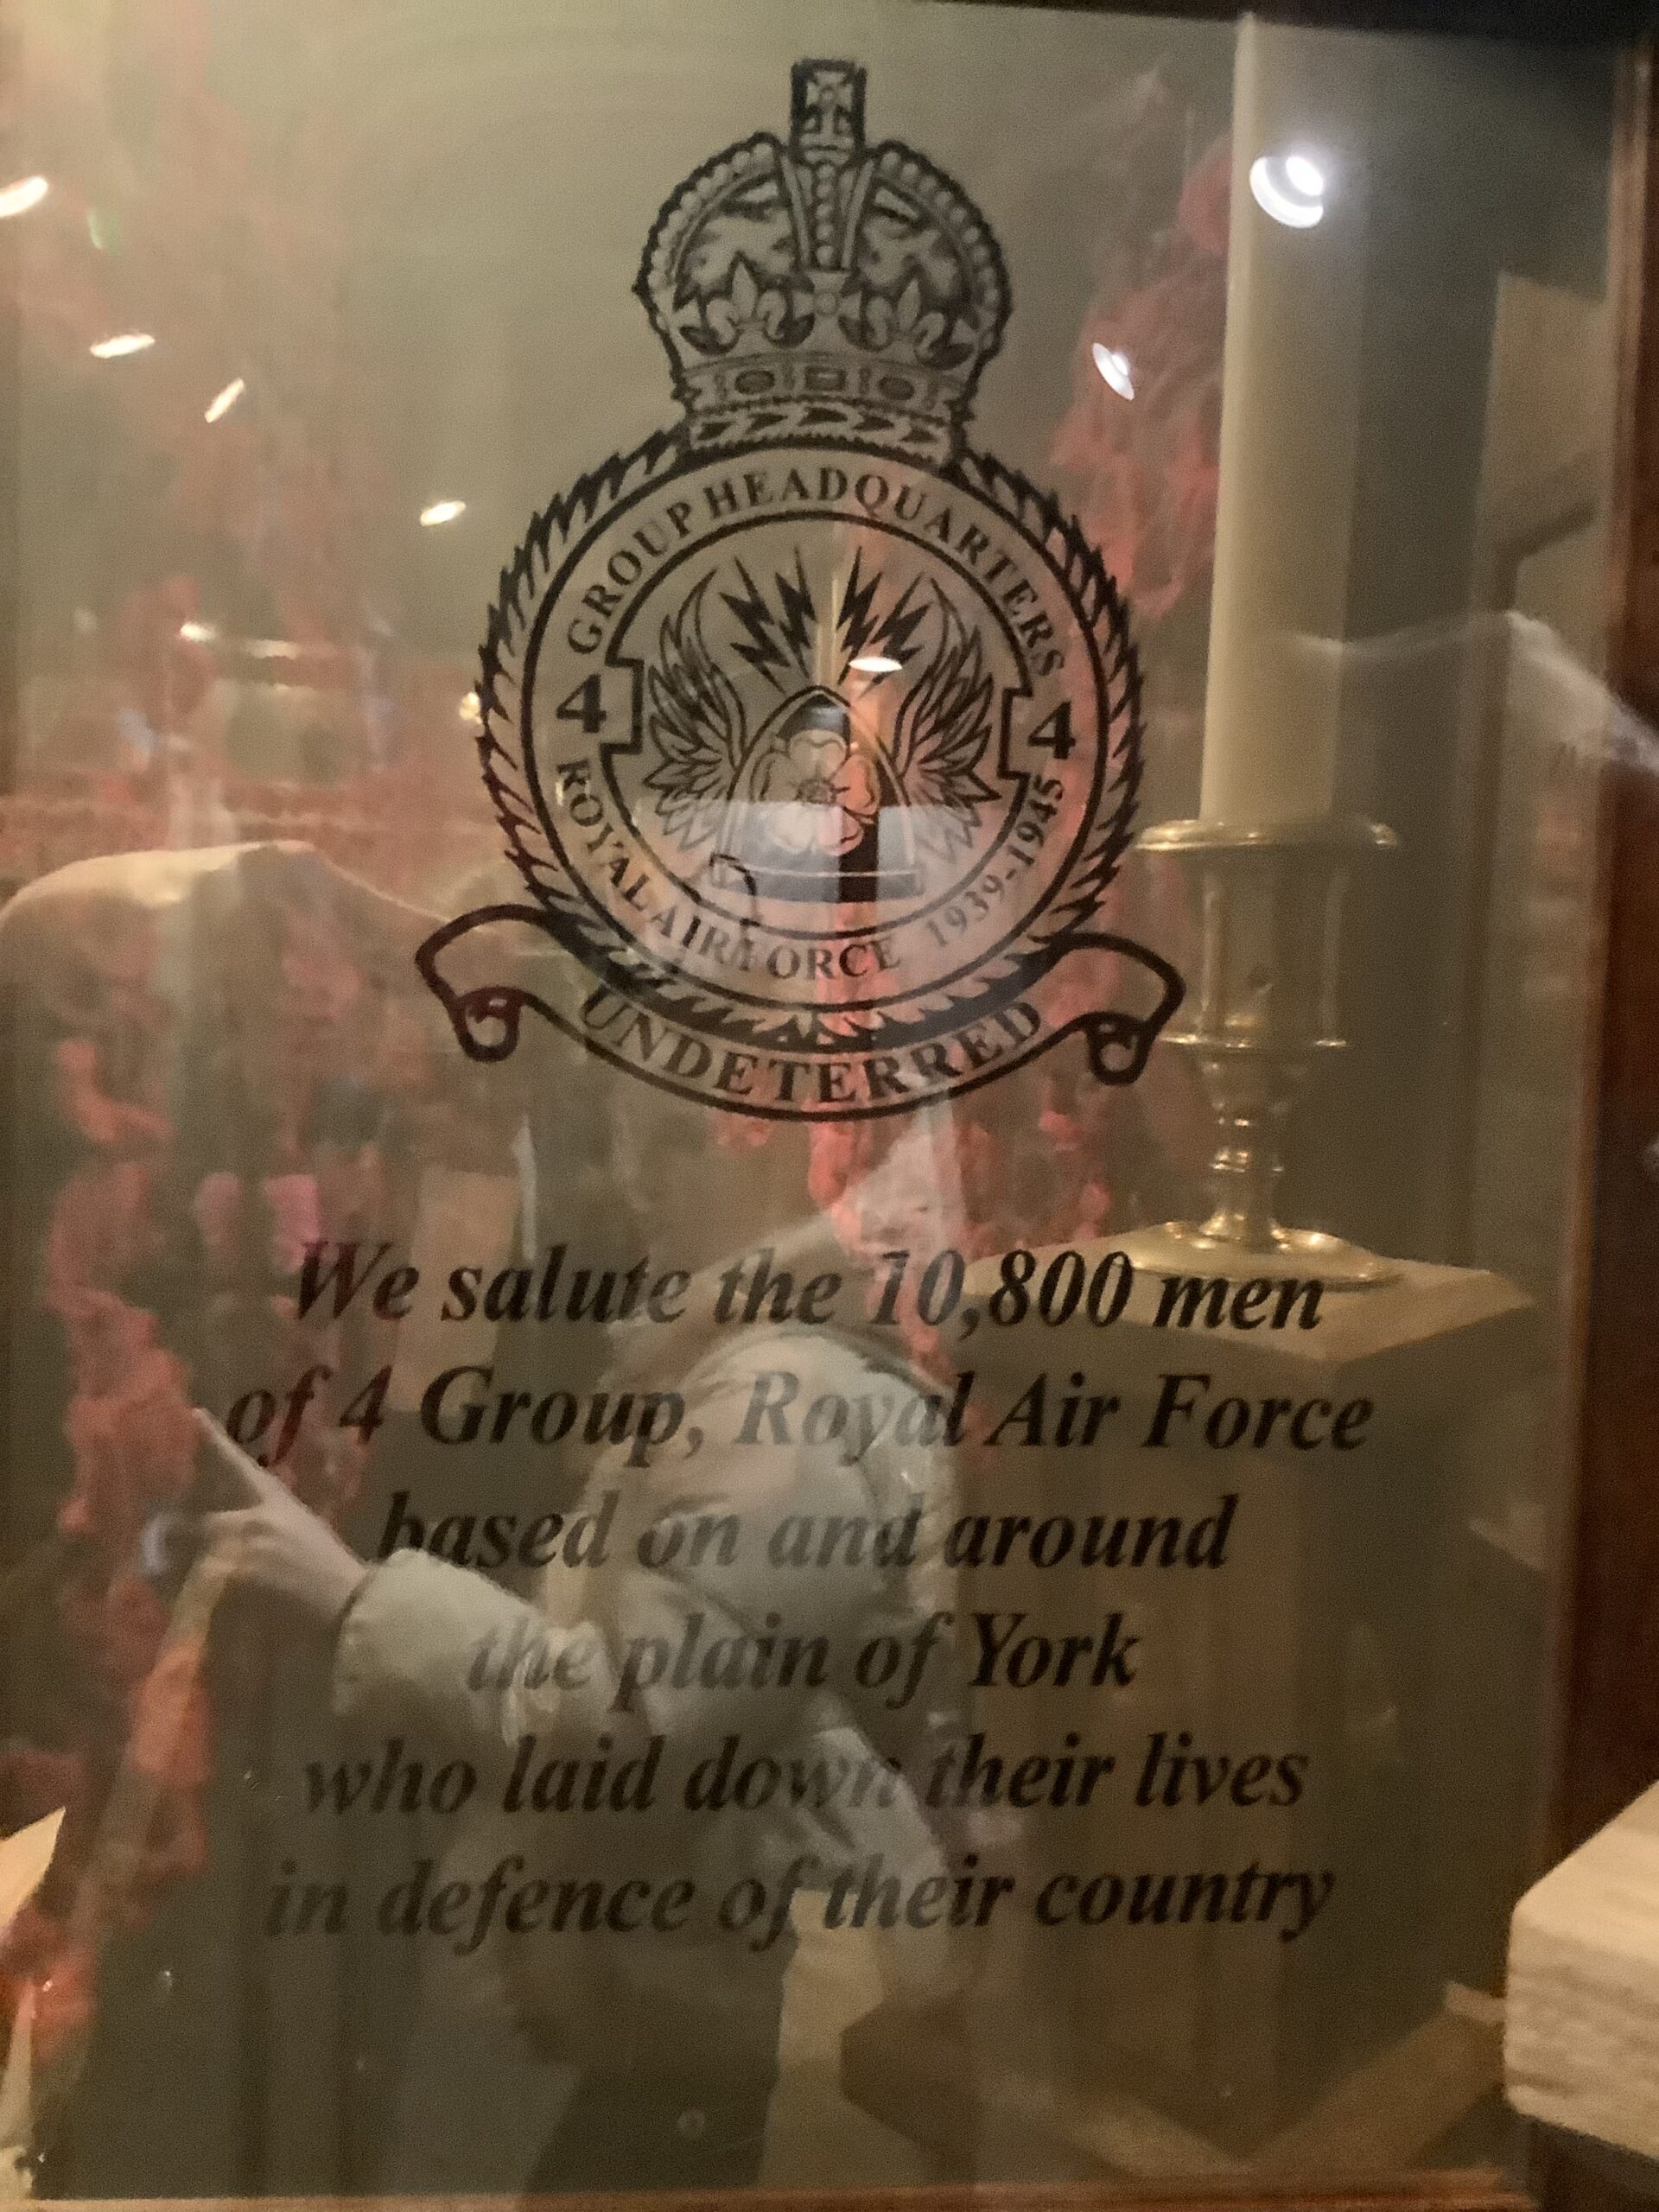 GROUP HEADQUARTERS
4 4
ROYAL AIR FORCE 1939-1945
UNDETERRED
We salute the 10,800 men
of 4 Group, Royal Air Force
based on and around
the plain of York
who laid down their lives
in defence of their country